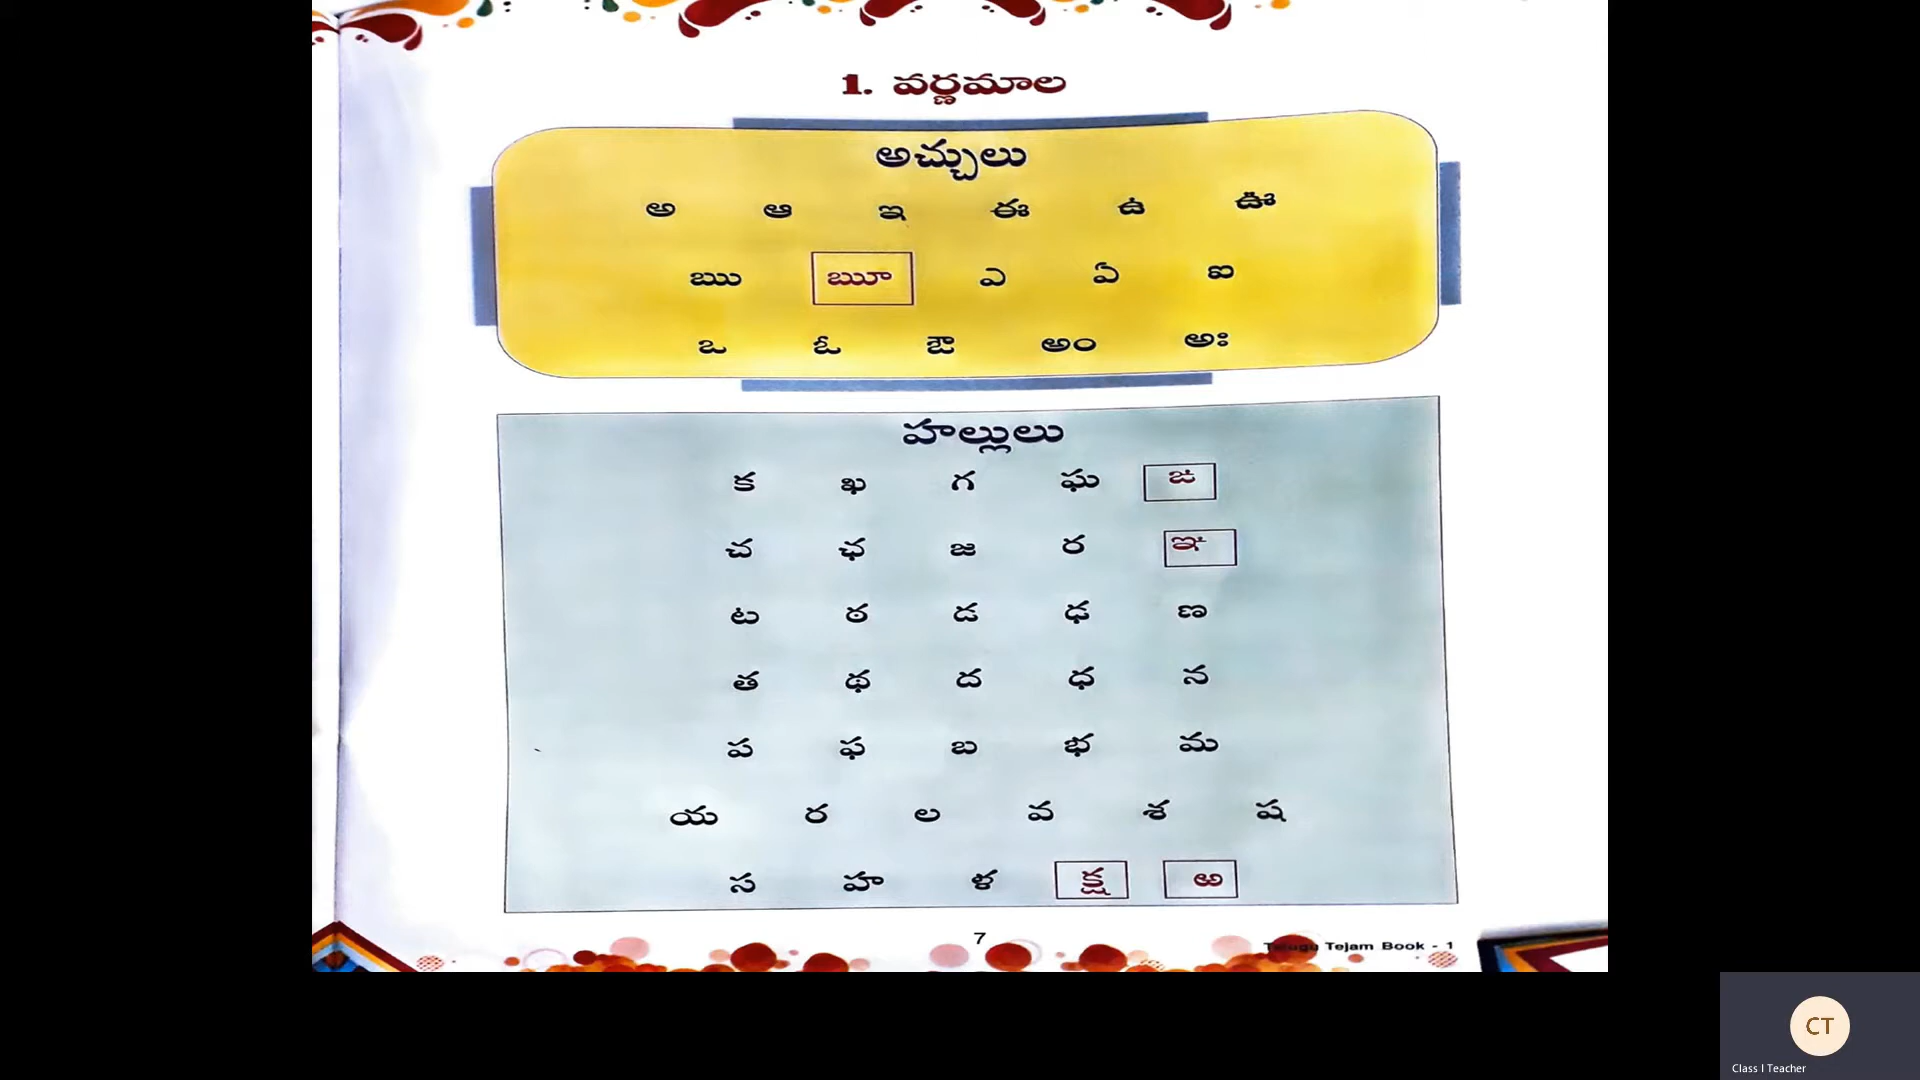 1. వర్ణమాల
అచ్చులు
అ ఆ ఇ ఈ ఉ ఊ
ఋ ౠ ఎ ఏ ఐ
ఒ ఓ ఔ అం అః
హల్లులు
క ఖ గ ఘ ఙ
చ ఛ జ ర ఞ
ట ఠ డ ఢ ణ
త థ ద ధ న
ప ఫ బ భ మ
య ర ల వ శ ష
స హ ళ క్ష ఱ
7
Telugu Tejam Book - 1
CT
Class I Teacher